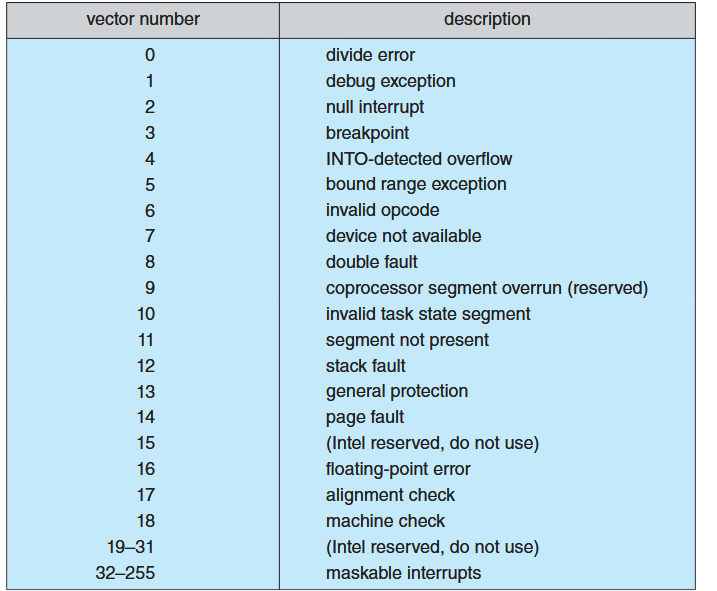 vector number description
0 divide error
1 debug exception
2 null interrupt
3 breakpoint
4 INTO-detected overflow
5 bound range exception
6 invalid opcode
7 device not available
8 double fault
9 coprocessor segment overrun (reserved)
10 invalid task state segment
11 segment not present
12 stack fault
13 general protection
14 page fault
15 (Intel reserved, do not use)
16 floating-point error
17 alignment check
18 machine check
19–31 (Intel reserved, do not use)
32–255 maskable interrupts